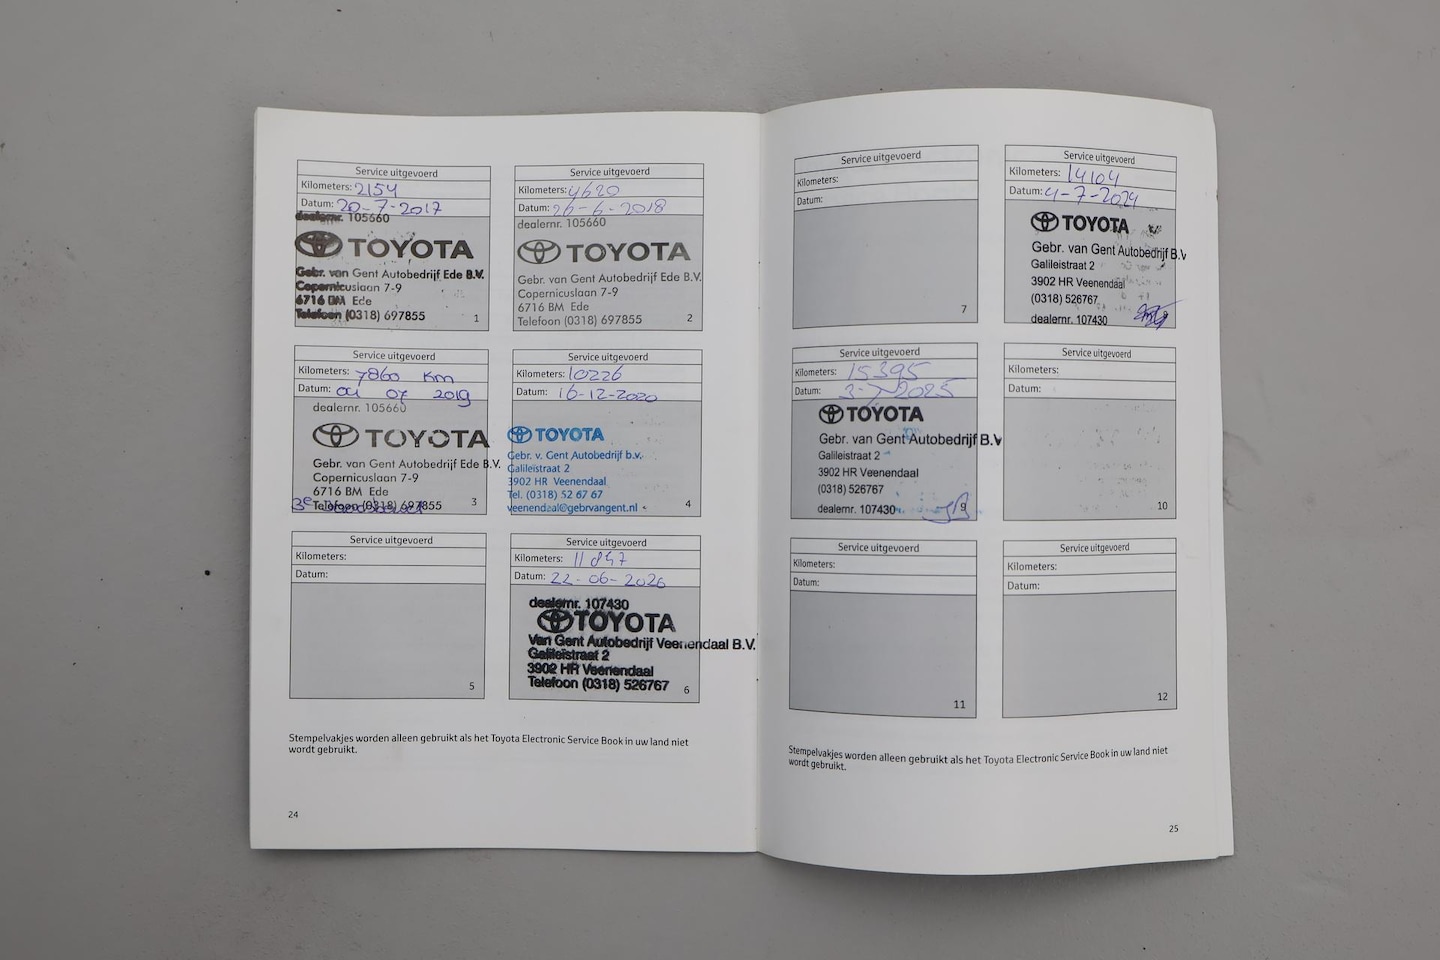 Service uitgevoerd
Kilometers: 2154
Datum: 20-7-2017
dealernr. 105660
TOYOTA
Gebr. van Gent Autobedrijf Ede B.V.
Copernicuslaan 7-9
6716 BM Ede
Telefoon (0318) 697855
1
Service uitgevoerd
Kilometers: 4620
Datum: 26-6-2018
dealernr. 105660
TOYOTA
Gebr. van Gent Autobedrijf Ede B.V.
Copernicuslaan 7-9
6716 BM Ede
Telefoon (0318) 697855
2
Service uitgevoerd
Kilometers: 7860 Km
Datum: 04 07 2019
dealernr. 105660
TOYOTA
Gebr. van Gent Autobedrijf Ede B.V.
Copernicuslaan 7-9
6716 BM Ede
Telefoon (0318) 697855
3e
3
Service uitgevoerd
Kilometers: 10226
Datum: 16-12-2020
TOYOTA
Gebr. v. Gent Autobedrijf b.v.
Galileïstraat 2
3902 HR Veenendaal
Tel. (0318) 52 67 67
veenendaal@gebrvangent.nl
4
Service uitgevoerd
Kilometers:
Datum:
5
Service uitgevoerd
Kilometers: 11847
Datum: 22-06-2026
dealernr. 107430
TOYOTA
Van Gent Autobedrijf Veenendaal B.V.
Galileïstraat 2
3902 HR Veenendaal
Telefoon (0318) 526767
6
Stempelvakjes worden alleen gebruikt als het Toyota Electronic Service Book in uw land niet
wordt gebruikt.
24
Service uitgevoerd
Kilometers:
Datum:
7
Service uitgevoerd
Kilometers: 14104
Datum: 4-7-2024
TOYOTA
Gebr. van Gent Autobedrijf B.V
Galileistraat 2
3902 HR Veenendaal
(0318) 526767
dealernr. 107430
Service uitgevoerd
Kilometers: 15395
Datum: 3-7-2025
TOYOTA
Gebr. van Gent Autobedrijf B.V
Galileistraat 2
3902 HR Veenendaal
(0318) 526767
dealernr. 107430
9
Service uitgevoerd
Kilometers:
Datum:
10
Service uitgevoerd
Kilometers:
Datum:
11
Service uitgevoerd
Kilometers:
Datum:
12
Stempelvakjes worden alleen gebruikt als het Toyota Electronic Service Book in uw land niet
wordt gebruikt.
25